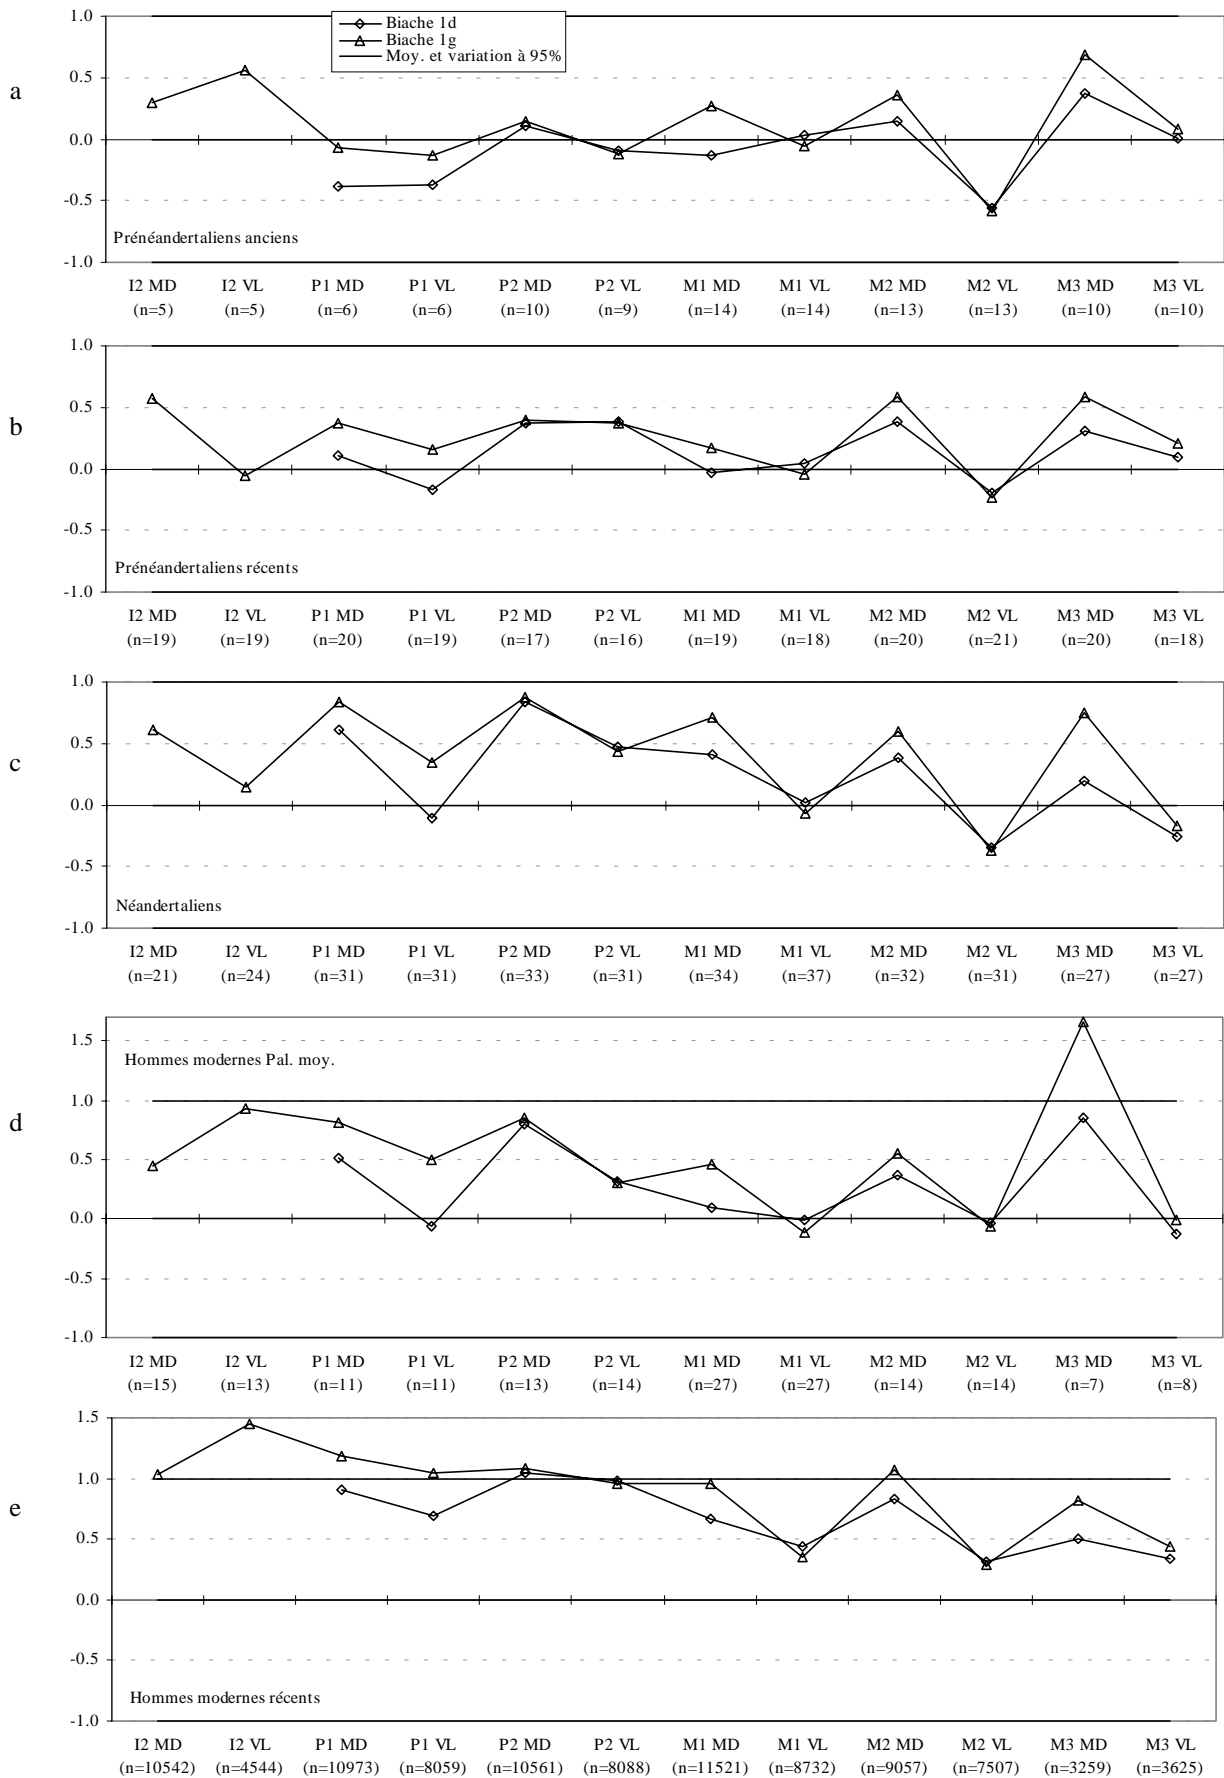 Biache 1d
Biache 1g
Moy. et variation à 95%
a
1.0
0.5
0.0
-0.5
-1.0
Prénéandertaliens anciens
I2 MD I2 VL P1 MD P1 VL P2 MD P2 VL M1 MD M1 VL M2 MD M2 VL M3 MD M3 VL
(n=5) (n=5) (n=6) (n=6) (n=10) (n=9) (n=14) (n=14) (n=13) (n=13) (n=10) (n=10)
b
1.0
0.5
0.0
-0.5
-1.0
Prénéandertaliens récents
I2 MD I2 VL P1 MD P1 VL P2 MD P2 VL M1 MD M1 VL M2 MD M2 VL M3 MD M3 VL
(n=19) (n=19) (n=20) (n=19) (n=17) (n=16) (n=19) (n=18) (n=20) (n=21) (n=20) (n=18)
c
1.0
0.5
0.0
-0.5
-1.0
Néandertaliens
I2 MD I2 VL P1 MD P1 VL P2 MD P2 VL M1 MD M1 VL M2 MD M2 VL M3 MD M3 VL
(n=21) (n=24) (n=31) (n=31) (n=33) (n=31) (n=34) (n=37) (n=32) (n=31) (n=27) (n=27)
d
1.5
1.0
0.5
0.0
-0.5
-1.0
Hommes modernes Pal. moy.
I2 MD I2 VL P1 MD P1 VL P2 MD P2 VL M1 MD M1 VL M2 MD M2 VL M3 MD M3 VL
(n=15) (n=13) (n=11) (n=11) (n=13) (n=14) (n=27) (n=27) (n=14) (n=14) (n=7) (n=8)
e
1.5
1.0
0.5
0.0
-0.5
-1.0
Hommes modernes récents
I2 MD I2 VL P1 MD P1 VL P2 MD P2 VL M1 MD M1 VL M2 MD M2 VL M3 MD M3 VL
(n=10542) (n=4544) (n=10973) (n=8059) (n=10561) (n=8088) (n=11521) (n=8732) (n=9057) (n=7507) (n=3259) (n=3625)